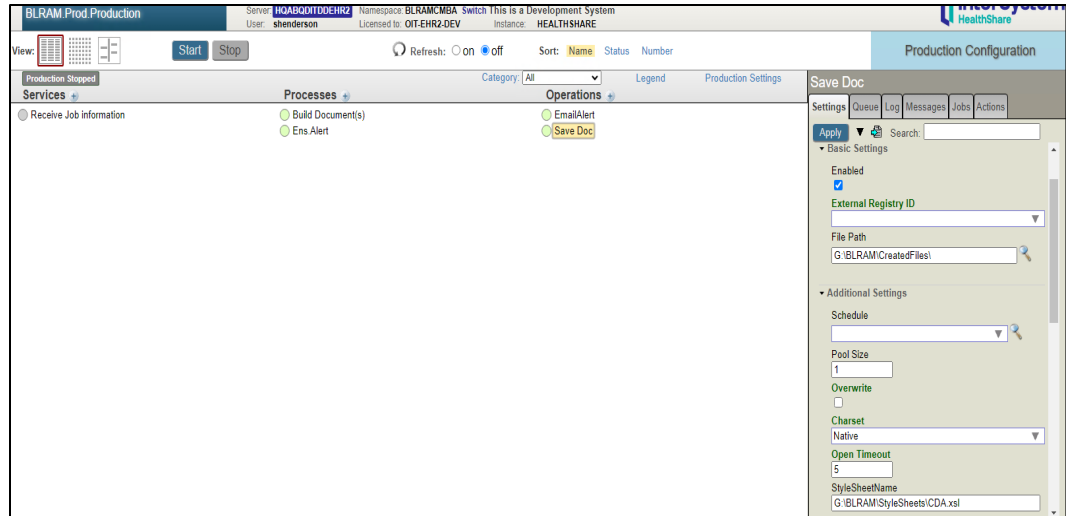 BLRAM.Prod.Production
Server: HQABQDITDDEHR2 Namespace: BLRAMCMBA Switch This is a Development System
User: shenderson Licensed to: OIT-EHR2-DEV Instance: HEALTHSHARE
HealthShare
View: Start Stop Refresh: on off Sort: Name Status Number Production Configuration
Production Stopped Category: All Legend Production Settings
Services Processes Operations
Receive Job information Build Document(s) EmailAlert
Ens.Alert Save Doc
Save Doc
Settings Queue Log Messages Jobs Actions
Apply Search:
Basic Settings
Enabled
External Registry ID
File Path
G:\BLRAM\CreatedFiles\
Additional Settings
Schedule
Pool Size
1
Overwrite
Charset
Native
Open Timeout
5
StyleSheetName
G:\BLRAM\StyleSheets\CDA.xsl